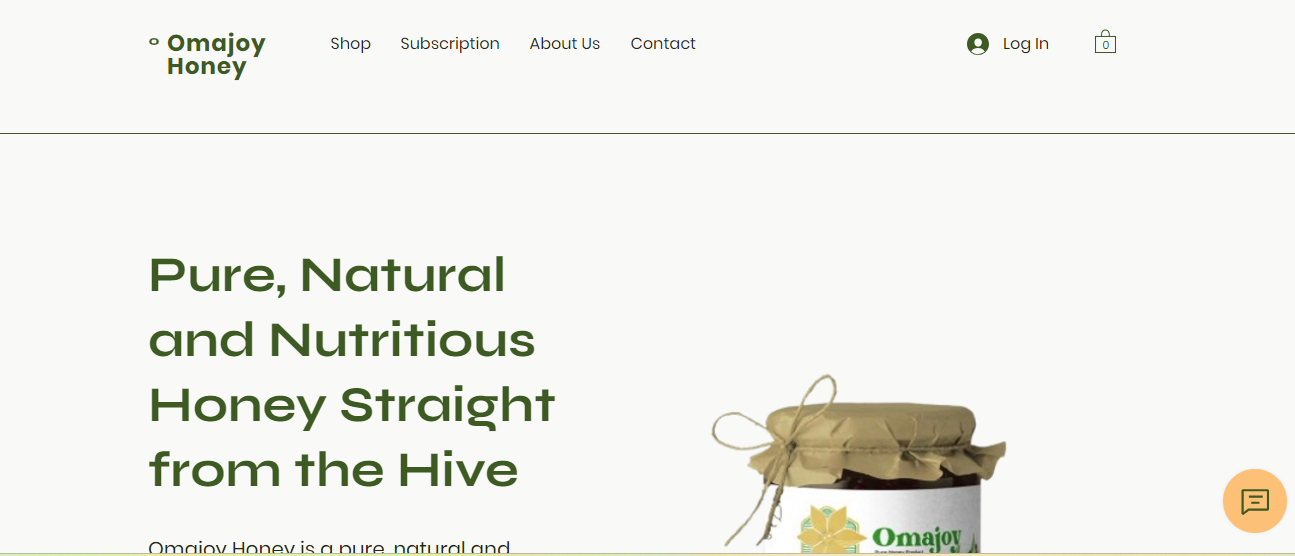 Omajoy
Honey
Shop
Subscription
About Us
Contact
Log In
0
Pure, Natural
and Nutritious
Honey Straight
from the Hive
Omajoy Honey is a pure, natural and
Omajoy